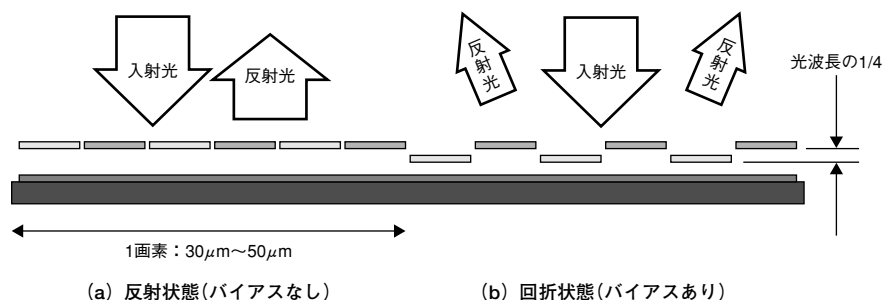 入射光
反射光
反射光
入射光
反射光
光波長の1/4
1画素：30μm～50μm
(a) 反射状態(バイアスなし)
(b) 回折状態(バイアスあり)